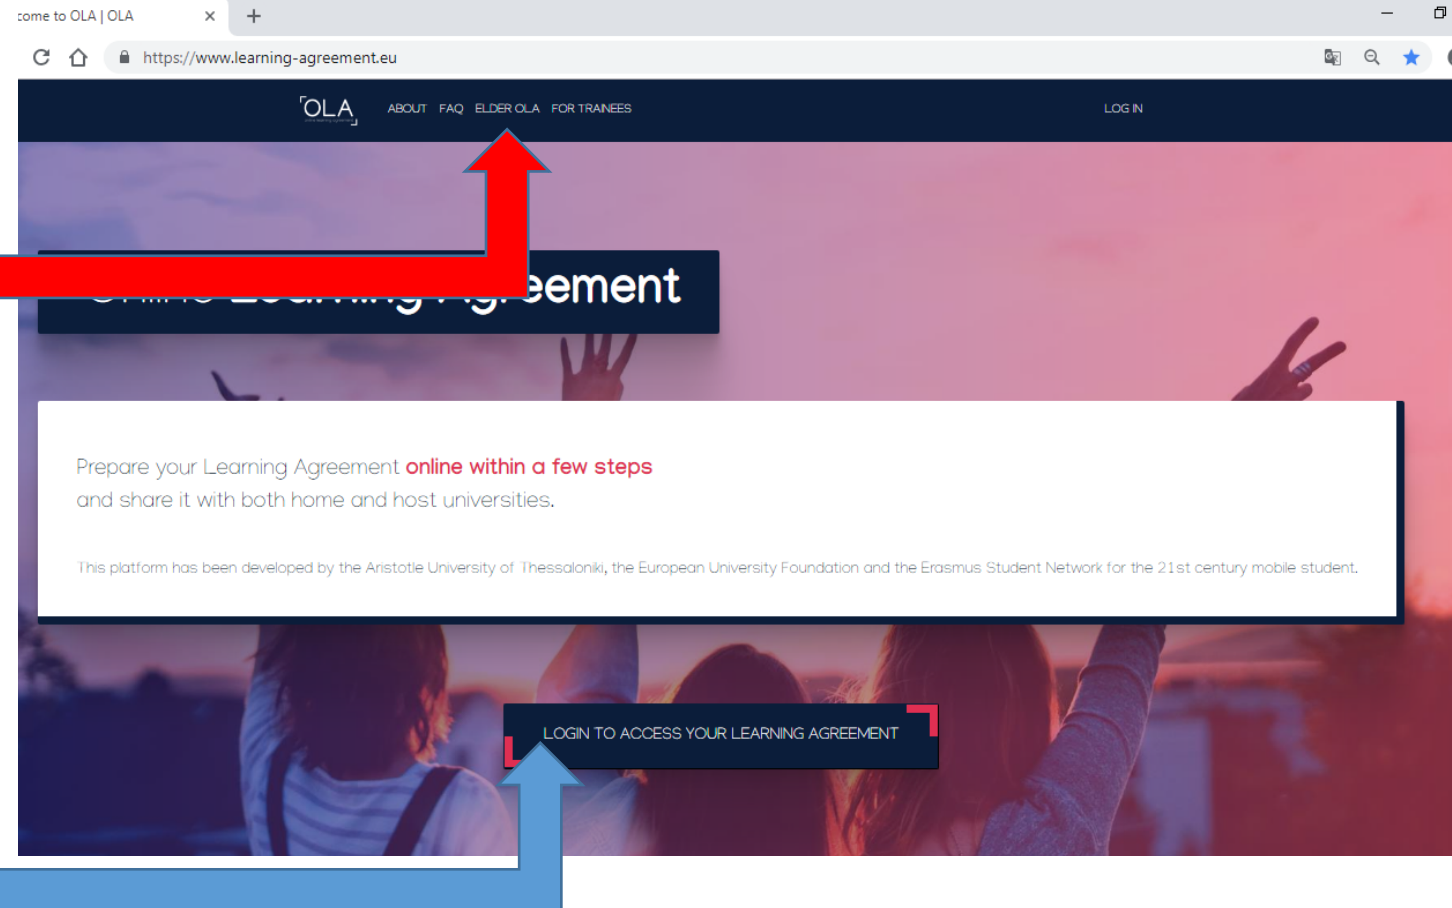 come to OLA | OLA
https://www.learning-agreement.eu
OLA ABOUT FAQ ELDER OLA FOR TRAINEES LOG IN
Online Learning Agreement
Prepare your Learning Agreement online within a few steps
and share it with both home and host universities.
This platform has been developed by the Aristotle University of Thessaloniki, the European University Foundation and the Erasmus Student Network for the 21st century mobile student.
LOGIN TO ACCESS YOUR LEARNING AGREEMENT